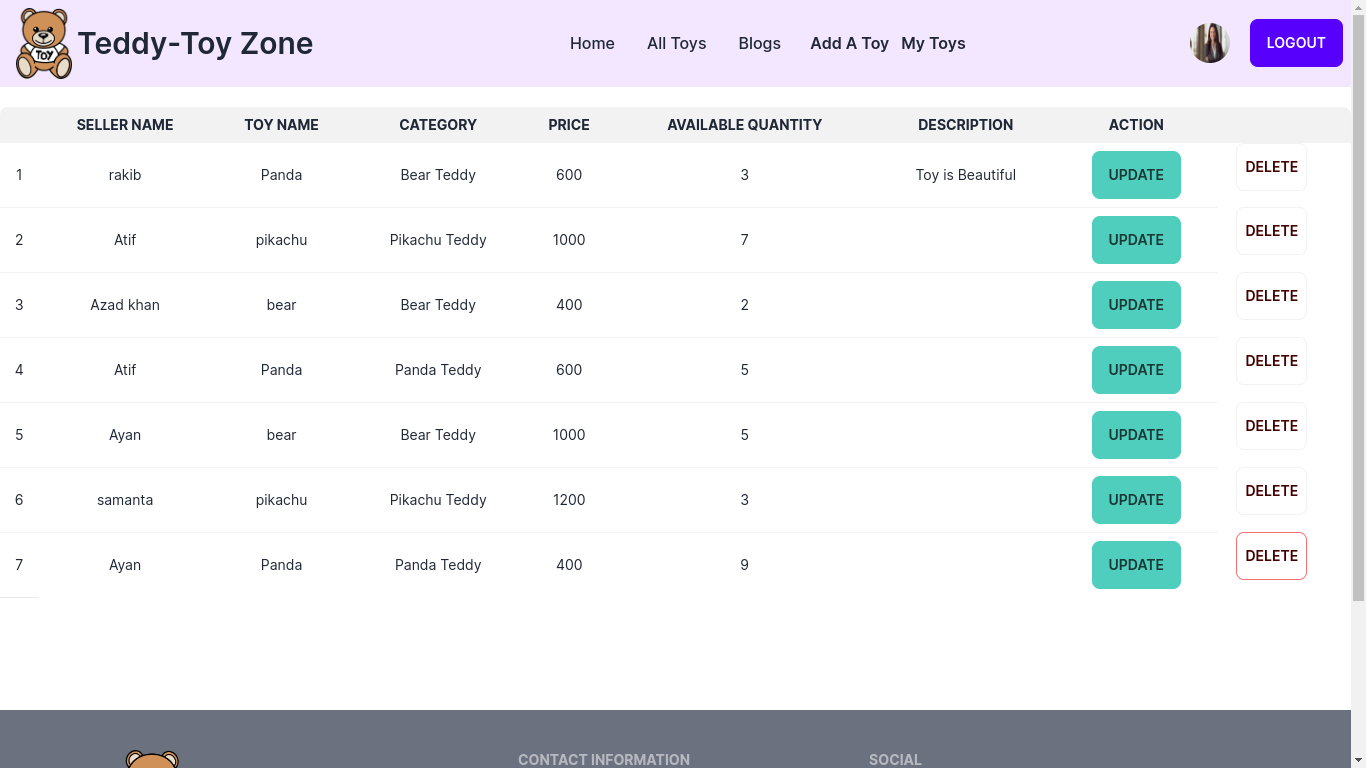 TOY Teddy-Toy Zone Home All Toys Blogs Add A Toy My Toys LOGOUT
SELLER NAME TOY NAME CATEGORY PRICE AVAILABLE QUANTITY DESCRIPTION ACTION
1 rakib Panda Bear Teddy 600 3 Toy is Beautiful UPDATE DELETE
2 Atif pikachu Pikachu Teddy 1000 7 UPDATE DELETE
3 Azad khan bear Bear Teddy 400 2 UPDATE DELETE
4 Atif Panda Panda Teddy 600 5 UPDATE DELETE
5 Ayan bear Bear Teddy 1000 5 UPDATE DELETE
6 samanta pikachu Pikachu Teddy 1200 3 UPDATE DELETE
7 Ayan Panda Panda Teddy 400 9 UPDATE DELETE
CONTACT INFORMATION SOCIAL